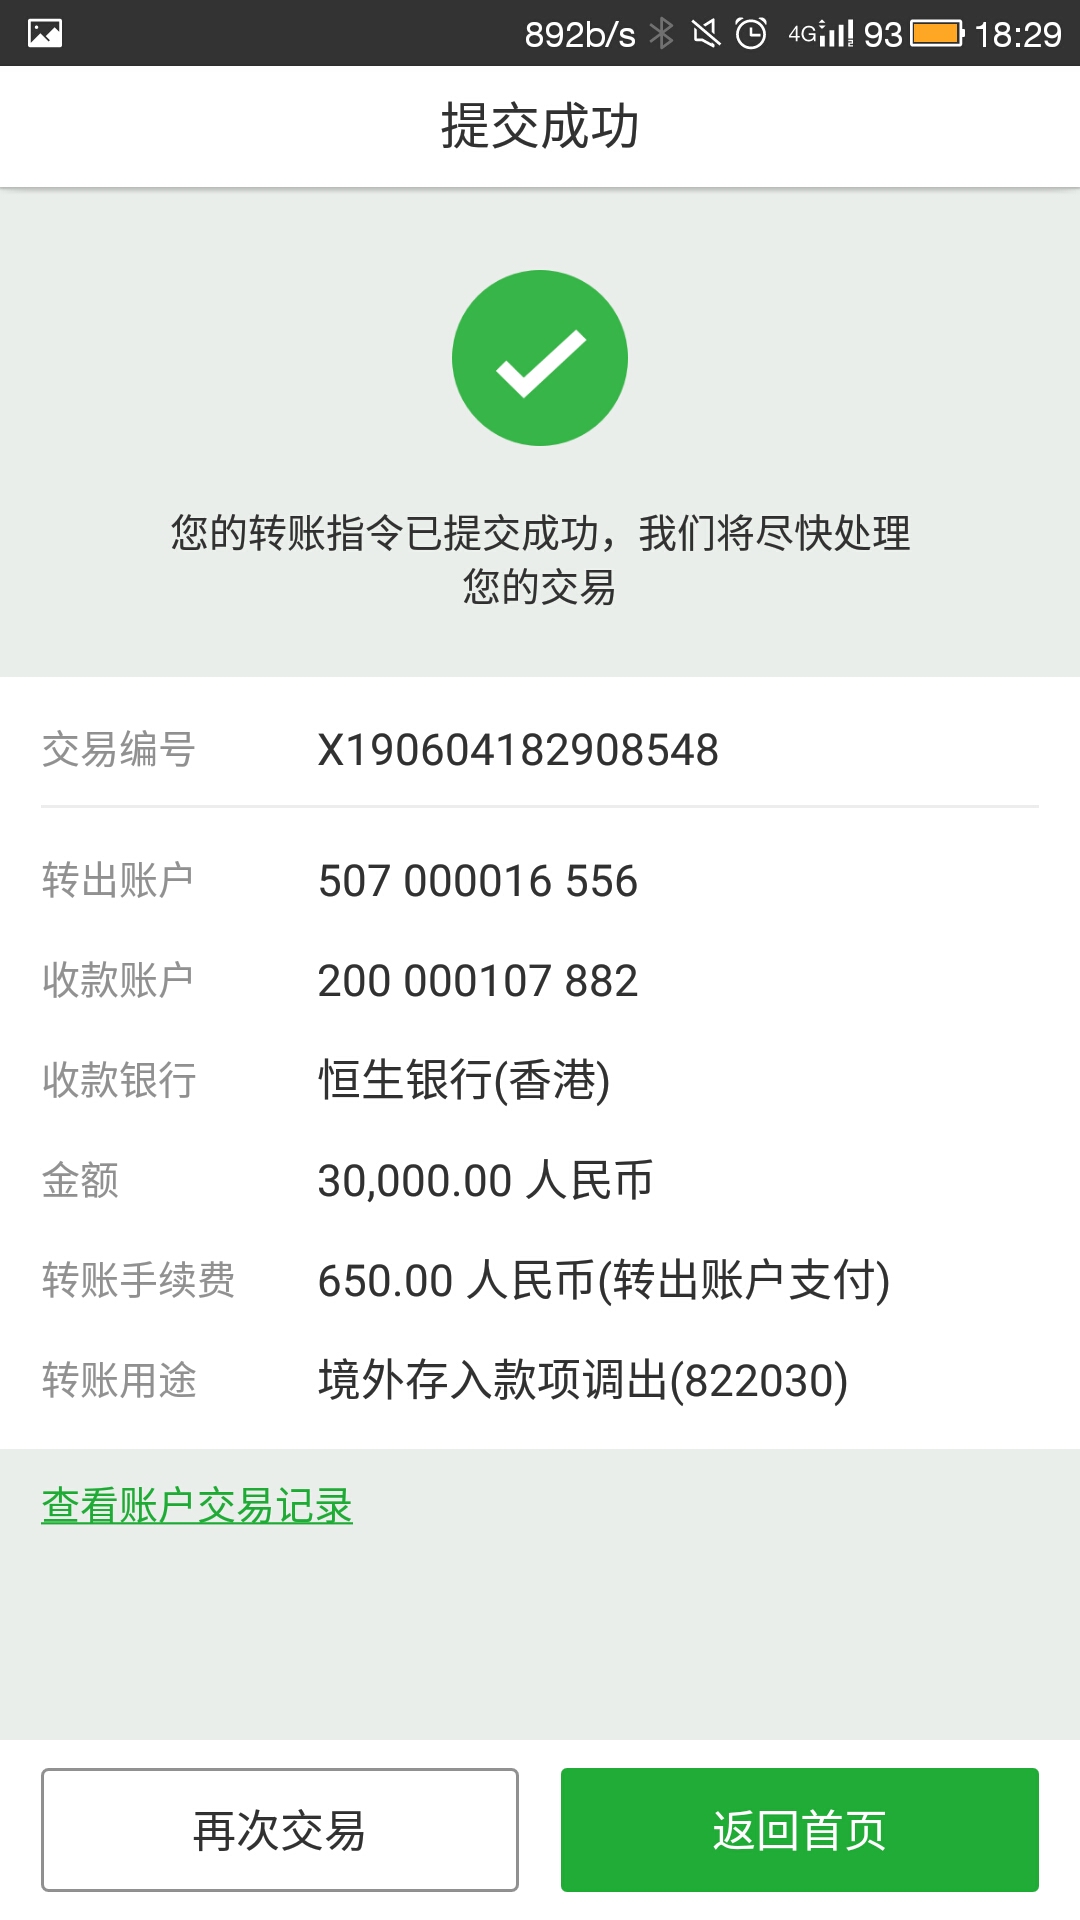 892b/s 4G 93 18:29
提交成功
您的转账指令已提交成功，我们将尽快处理
您的交易
交易编号 X190604182908548
转出账户 507 000016 556
收款账户 200 000107 882
收款银行 恒生银行(香港)
金额 30,000.00 人民币
转账手续费 650.00 人民币(转出账户支付)
转账用途 境外存入款项调出(822030)
查看账户交易记录
再次交易 返回首页